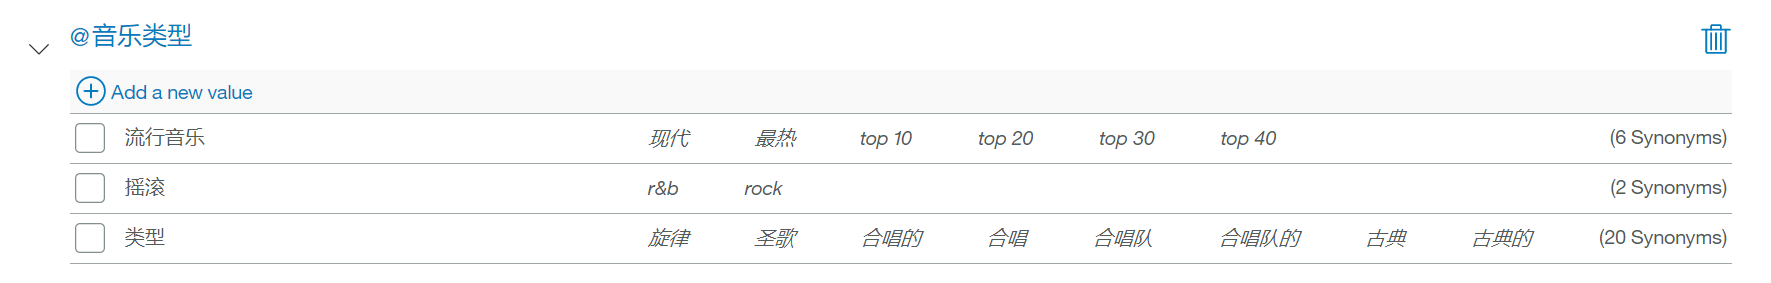 @音乐类型
Add a new value
流行音乐 现代 最热 top 10 top 20 top 30 top 40 (6 Synonyms)
摇滚 r&b rock (2 Synonyms)
类型 旋律 圣歌 合唱的 合唱 合唱队 合唱队的 古典 古典的 (20 Synonyms)